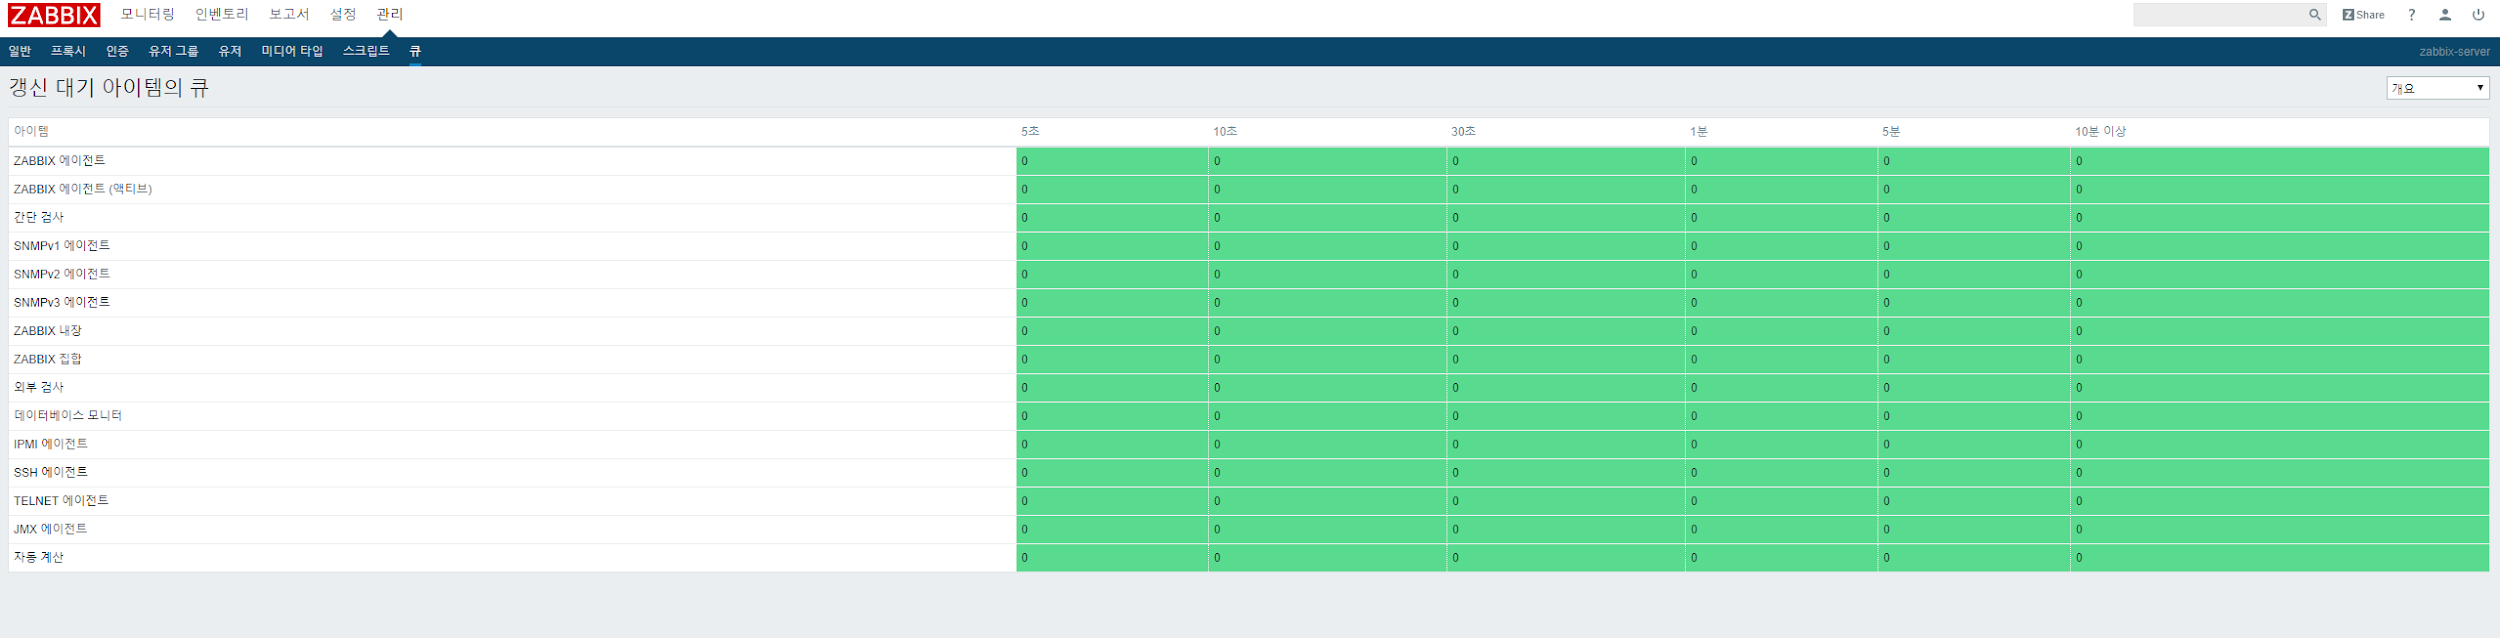 ZABBIX 모니터링 인벤토리 보고서 설정 관리 Z Share ?
일반 프록시 인증 유저 그룹 유저 미디어 타입 스크립트 큐 zabbix-server
갱신 대기 아이템의 큐 개요
아이템 5초 10초 30초 1분 5분 10분 이상
ZABBIX 에이전트 0 0 0 0 0 0
ZABBIX 에이전트 (액티브) 0 0 0 0 0 0
간단 검사 0 0 0 0 0 0
SNMPv1 에이전트 0 0 0 0 0 0
SNMPv2 에이전트 0 0 0 0 0 0
SNMPv3 에이전트 0 0 0 0 0 0
ZABBIX 내장 0 0 0 0 0 0
ZABBIX 집합 0 0 0 0 0 0
외부 검사 0 0 0 0 0 0
데이터베이스 모니터 0 0 0 0 0 0
IPMI 에이전트 0 0 0 0 0 0
SSH 에이전트 0 0 0 0 0 0
TELNET 에이전트 0 0 0 0 0 0
JMX 에이전트 0 0 0 0 0 0
자동 계산 0 0 0 0 0 0